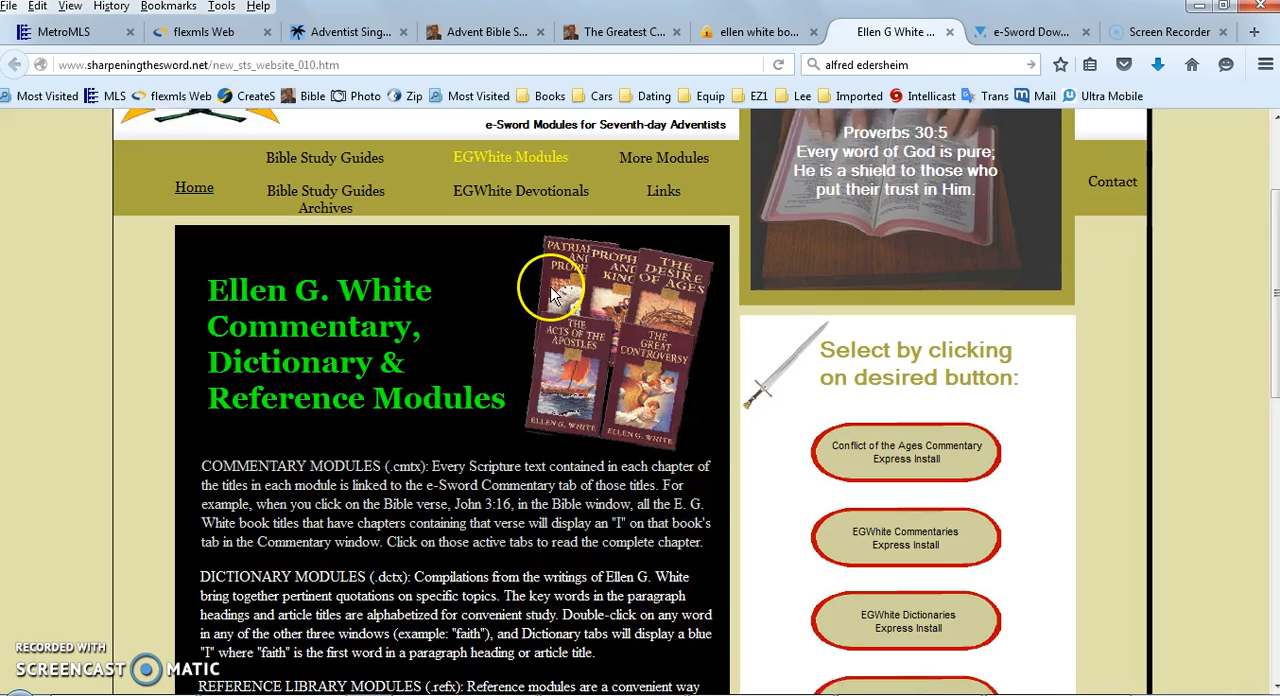 File Edit View History Bookmarks Tools Help
MetroMLS × flexmls Web × Adventist Sing... × Advent Bible S... × The Greatest C... × ellen white bo... × Ellen G White ... × e-Sword Dow... × Screen Recorder × +
www.sharpeningthesword.net/new_sts_website_010.htm alfred edersheim
Most Visited MLS flexmls Web CreateS Bible Photo Zip Most Visited Books Cars Dating Equip EZ1 Lee Imported Intellicast Trans Mail Ultra Mobile
e-Sword Modules for Seventh-day Adventists
Home
Bible Study Guides
EGWhite Modules
More Modules
Bible Study Guides
Archives
EGWhite Devotionals
Links
Contact
Proverbs 30:5
Every word of God is pure;
He is a shield to those who
put their trust in Him.
Ellen G. White
Commentary,
Dictionary &
Reference Modules
PROPH
AND
KING
THE
DESIRE
OF AGES
THE
ACTS OF THE
APOSTLES
ELLEN G. WHITE
THE
GREAT
CONTROVERSY
ELLEN G. WHITE
COMMENTARY MODULES (.cmtx): Every Scripture text contained in each chapter of
the titles in each module is linked to the e-Sword Commentary tab of those titles. For
example, when you click on the Bible verse, John 3:16, in the Bible window, all the E. G.
White book titles that have chapters containing that verse will display an "I" on that book's
tab in the Commentary window. Click on those active tabs to read the complete chapter.
DICTIONARY MODULES (.dctx): Compilations from the writings of Ellen G. White
bring together pertinent quotations on specific topics. The key words in the paragraph
headings and article titles are alphabetized for convenient study. Double-click on any word
in any of the other three windows (example: "faith"), and Dictionary tabs will display a blue
"I" where "faith" is the first word in a paragraph heading or article title.
REFERENCE LIBRARY MODULES (.refx): Reference modules are a convenient way
Select by clicking
on desired button:
Conflict of the Ages Commentary
Express Install
EGWhite Commentaries
Express Install
EGWhite Dictionaries
Express Install
RECORDED WITH
SCREENCAST MATIC